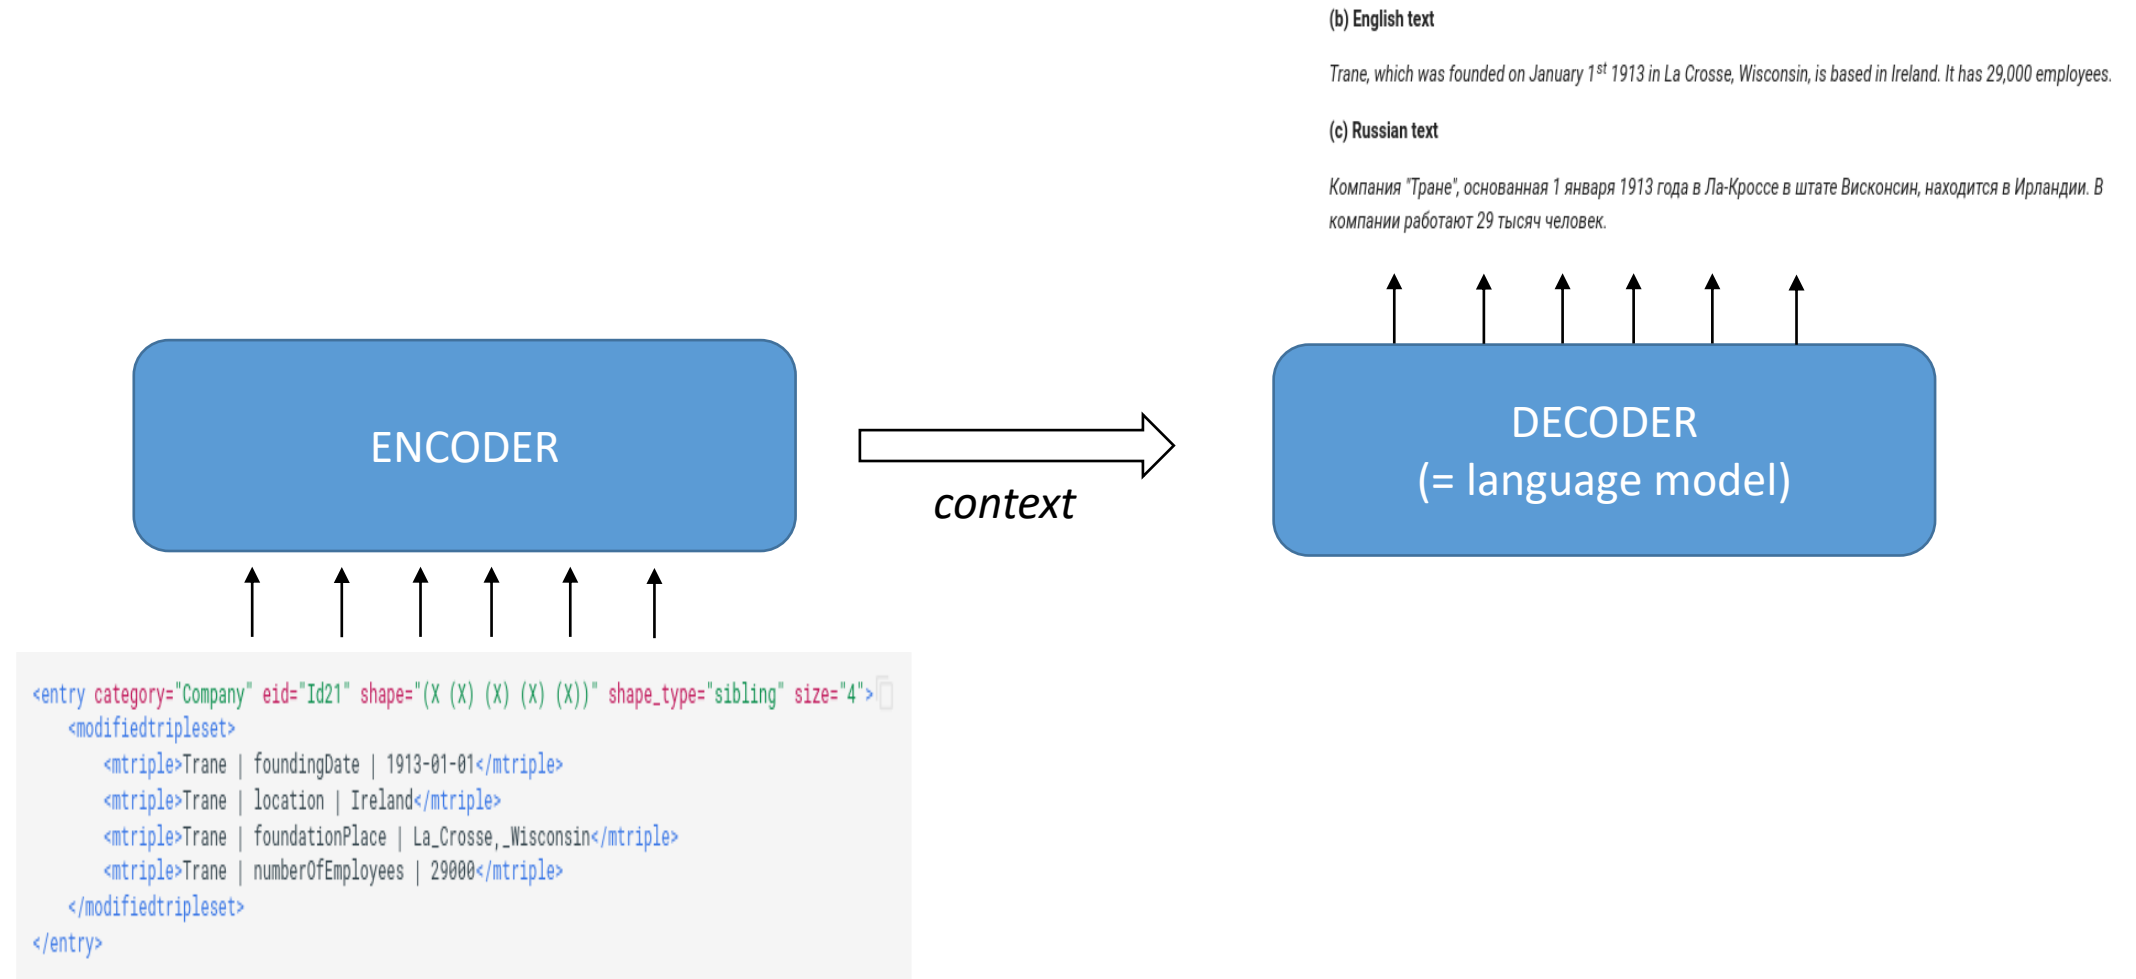 (b) English text
Trane, which was founded on January 1st 1913 in La Crosse, Wisconsin, is based in Ireland. It has 29,000 employees.
(c) Russian text
Компания "Тране", основанная 1 января 1913 года в Ла-Кроссе в штате Висконсин, находится в Ирландии. В
компании работают 29 тысяч человек.
ENCODER
context
DECODER
(= language model)
<entry category="Company" eid="Id21" shape="(X (X) (X) (X) (X))" shape_type="sibling" size="4">
<modifiedtripleset>
<mtriple>Trane | foundingDate | 1913-01-01</mtriple>
<mtriple>Trane | location | Ireland</mtriple>
<mtriple>Trane | foundationPlace | La_Crosse,_Wisconsin</mtriple>
<mtriple>Trane | numberOfEmployees | 29000</mtriple>
</modifiedtripleset>
</entry>